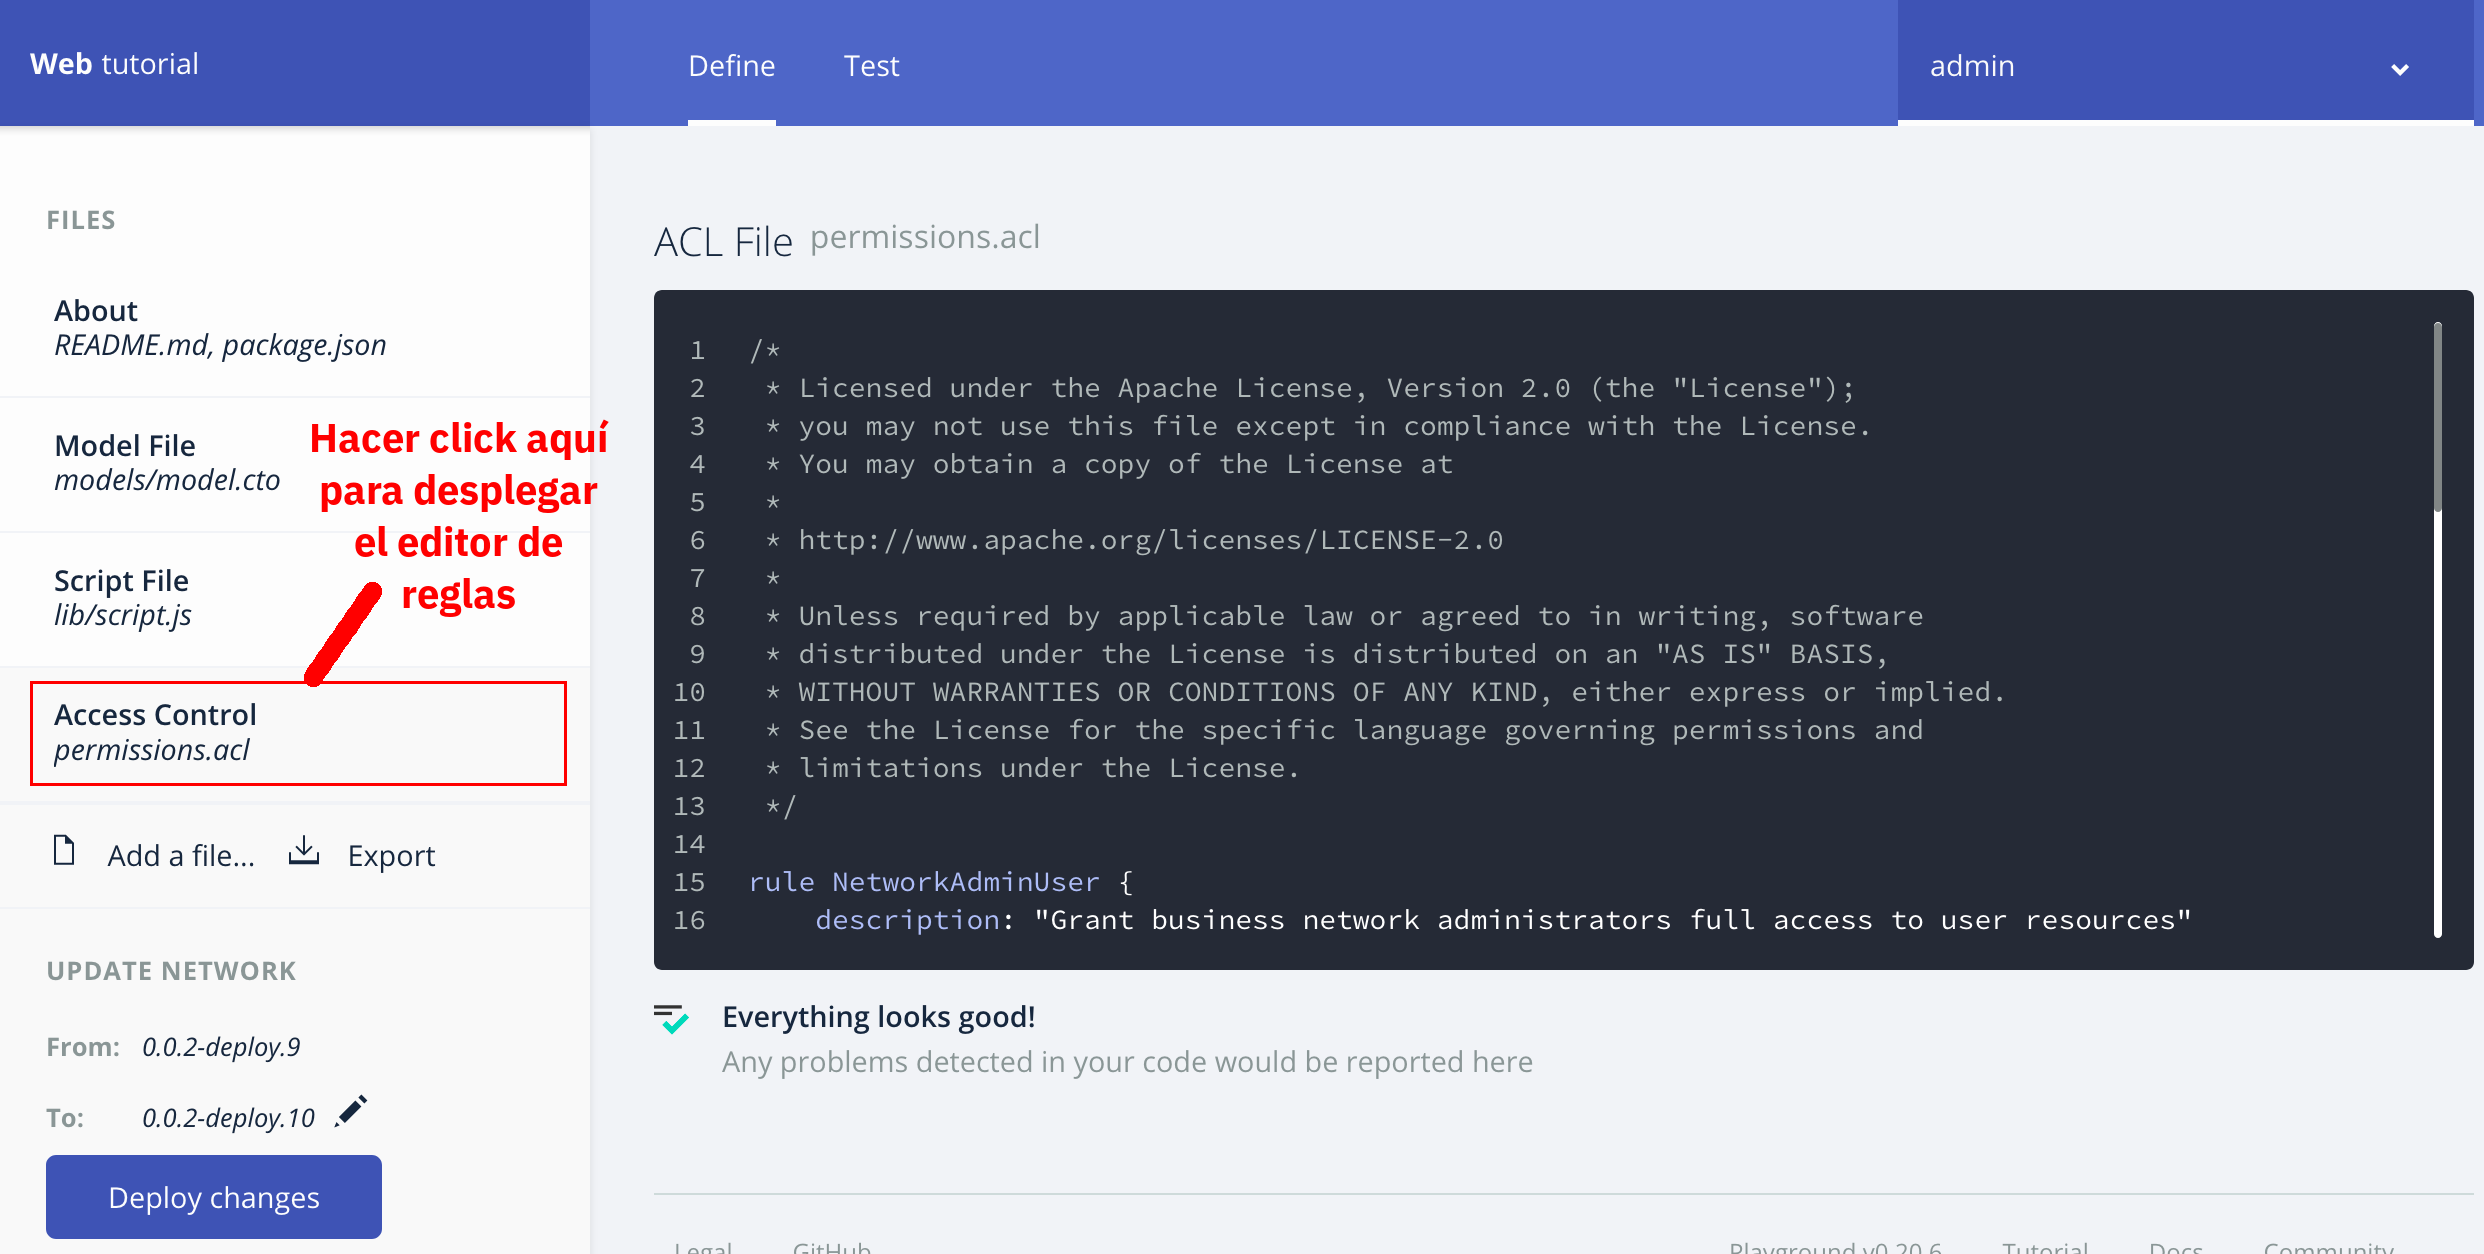 Web tutorial
Define
Test
admin
FILES
About
README.md, package.json
Model File
models/model.cto
Script File
lib/script.js
Access Control
permissions.acl
Hacer click aquí
para desplegar
el editor de
reglas
Add a file...
Export
UPDATE NETWORK
From: 0.0.2-deploy.9
To: 0.0.2-deploy.10
Deploy changes
ACL File permissions.acl
1 /*
2 * Licensed under the Apache License, Version 2.0 (the "License");
3 * you may not use this file except in compliance with the License.
4 * You may obtain a copy of the License at
5 *
6 * http://www.apache.org/licenses/LICENSE-2.0
7 *
8 * Unless required by applicable law or agreed to in writing, software
9 * distributed under the License is distributed on an "AS IS" BASIS,
10 * WITHOUT WARRANTIES OR CONDITIONS OF ANY KIND, either express or implied.
11 * See the License for the specific language governing permissions and
12 * limitations under the License.
13 */
14
15 rule NetworkAdminUser {
16 description: "Grant business network administrators full access to user resources"
Everything looks good!
Any problems detected in your code would be reported here
Legal
GitHub
Playground v0.20.6
Tutorial
Docs
Community